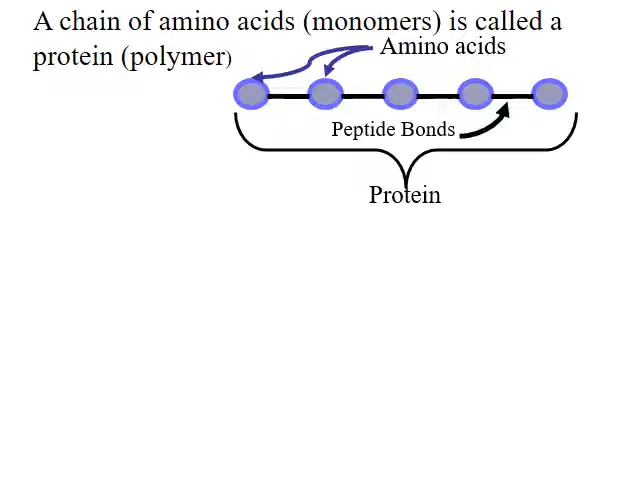 A chain of amino acids (monomers) is called a
protein (polymer)
Amino acids
Peptide Bonds
Protein